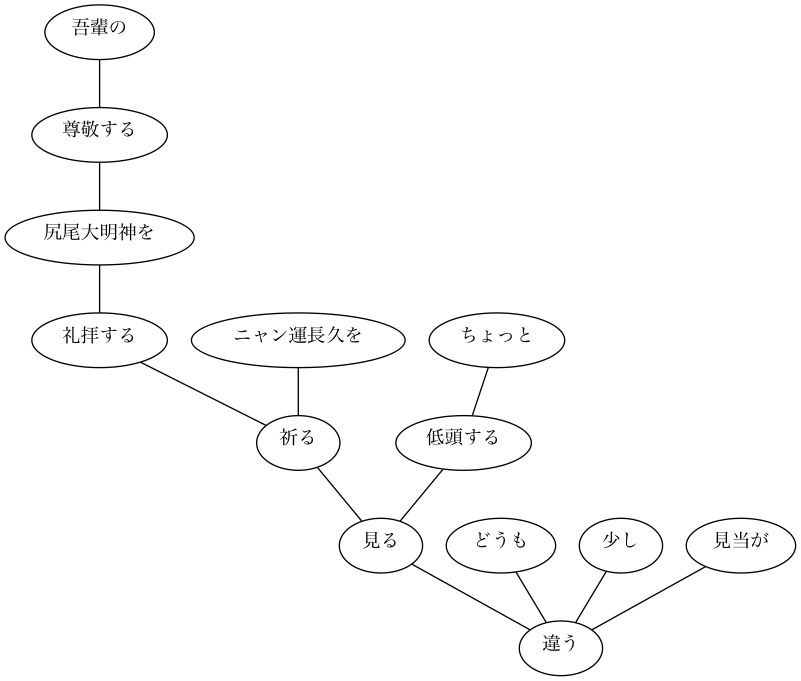 吾輩の
尊敬する
尻尾大明神を
礼拝する
ニャン運長久を
ちょっと
祈る
低頭する
見る
どうも
少し
見当が
違う